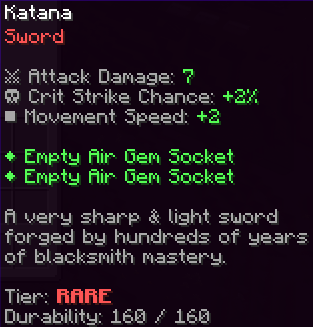 Katana
Sword
⚔ Attack Damage: 7
☠ Crit Strike Chance: +2%
■ Movement Speed: +2
◆ Empty Air Gem Socket
◆ Empty Air Gem Socket
A very sharp & light sword
forged by hundreds of years
of blacksmith mastery.
Tier: RARE
Durability: 160 / 160